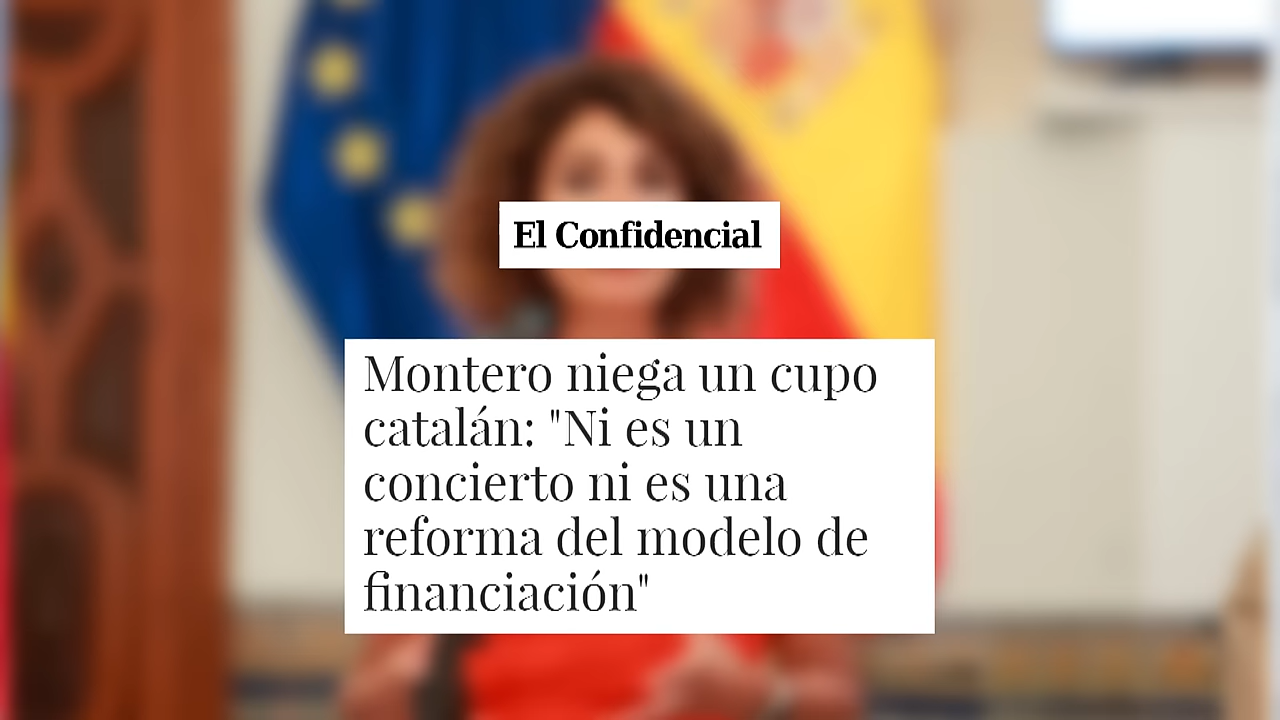 El Confidencial
Montero niega un cupo
catalán: "Ni es un
concierto ni es una
reforma del modelo de
financiación"